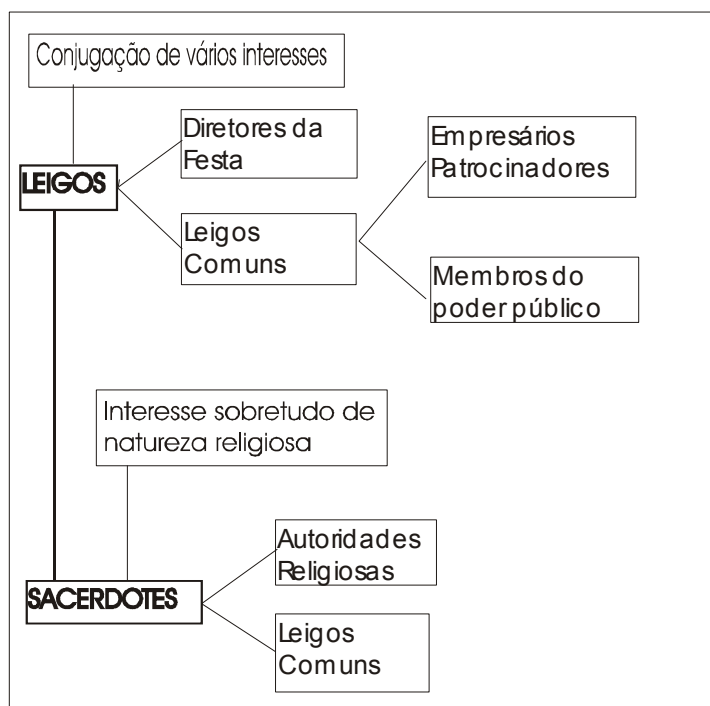 Conjugação de vários interesses
Diretores da
Festa
Empresários
Patrocinadores
LEIGOS
Leigos
Comuns
Membros do
poder público
Interesse sobretudo de
natureza religiosa
Autoridades
Religiosas
SACERDOTES
Leigos
Comuns